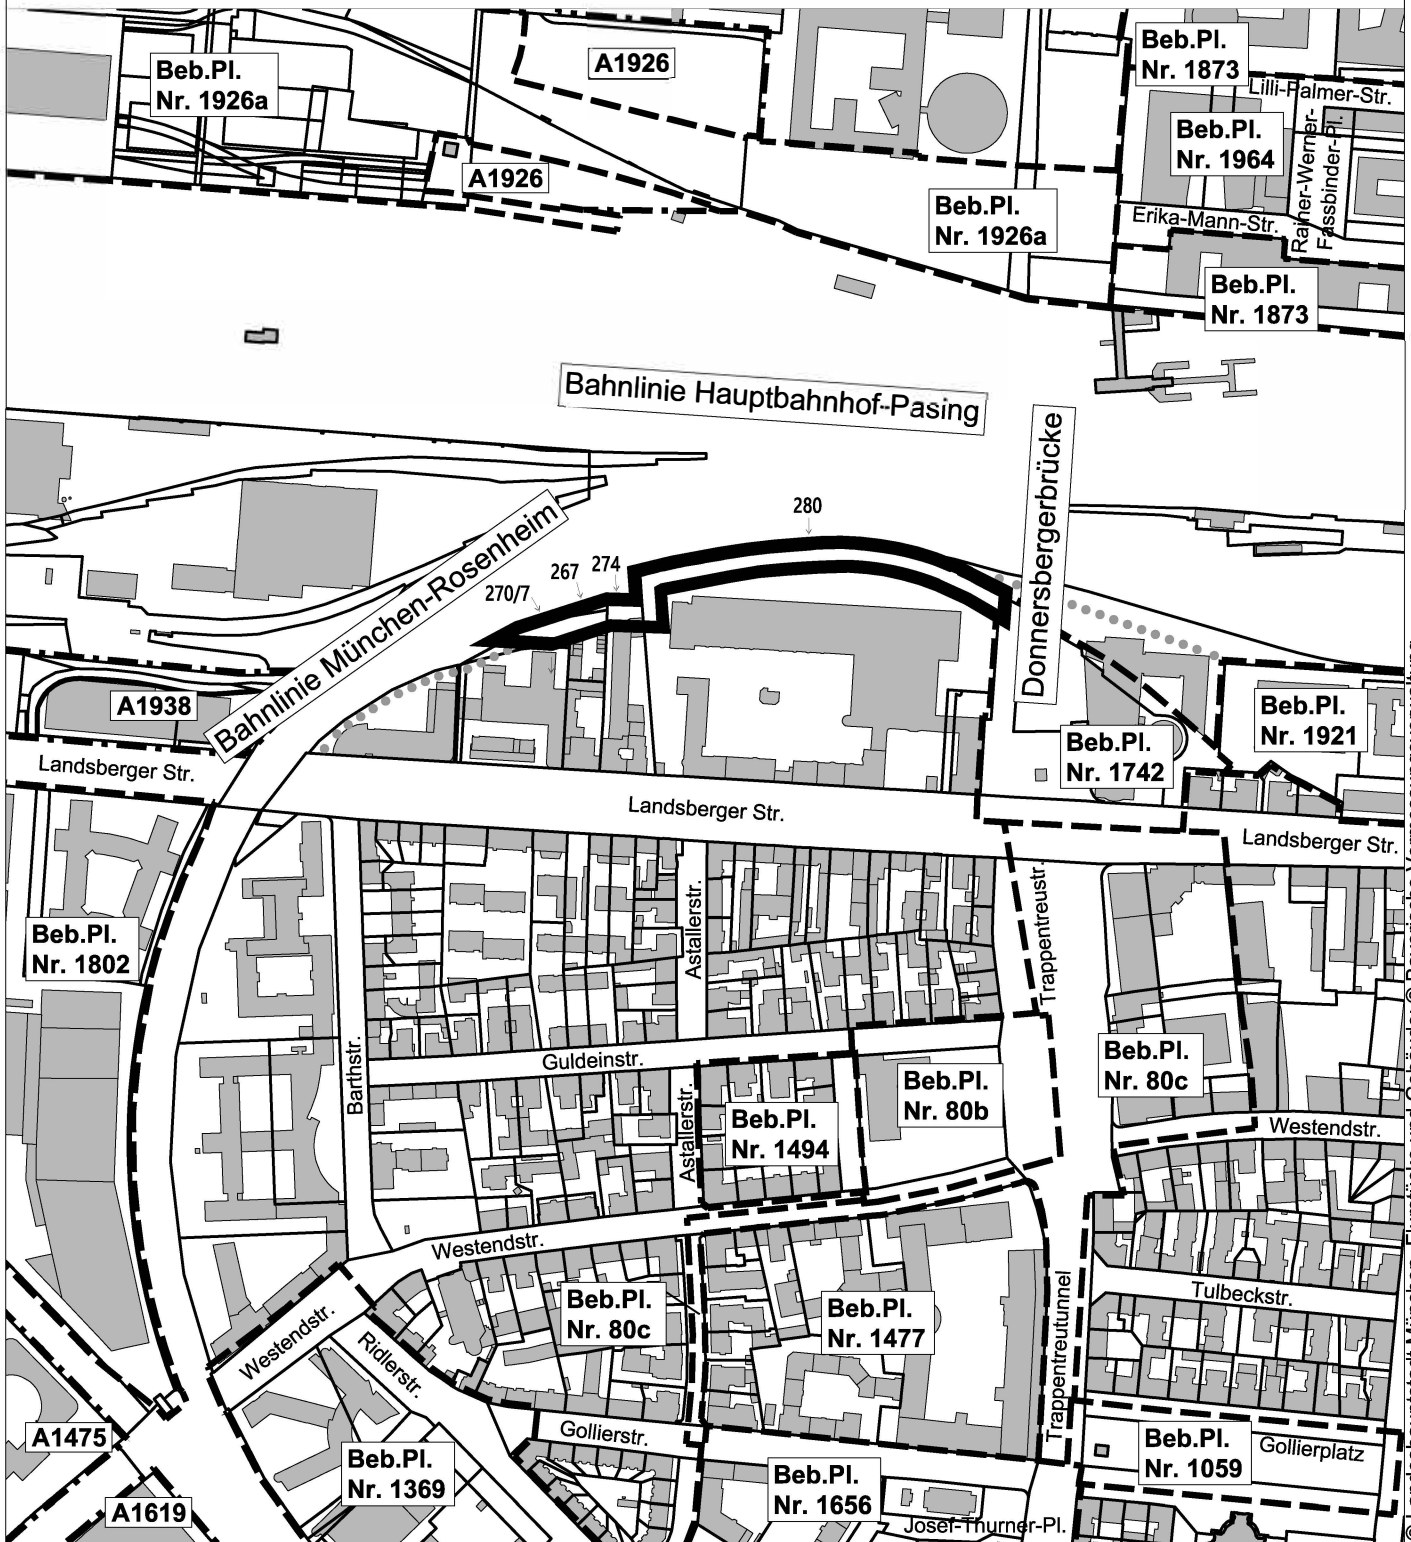 Beb.Pl.
Nr. 1926a
A1926
Beb.Pl.
Nr. 1873
Lilli-Palmer-Str.
Beb.Pl.
Nr. 1964
Rainer-Werner-
Fassbinder-Pl.
A1926
Beb.Pl.
Nr. 1926a
Erika-Mann-Str.
Beb.Pl.
Nr. 1873
Bahnlinie Hauptbahnhof-Pasing
Donnersbergerbrücke
Bahnlinie München-Rosenheim
280
274
267
270/7
A1938
Beb.Pl.
Nr. 1921
Beb.Pl.
Nr. 1742
Landsberger Str.
Landsberger Str.
Landsberger Str.
Beb.Pl.
Nr. 1802
Astallerstr.
Trappentreustr.
Barthstr.
Guldeinstr.
Beb.Pl.
Nr. 80c
Beb.Pl.
Nr. 80b
Astallerstr.
Beb.Pl.
Nr. 1494
Westendstr.
Westendstr.
Beb.Pl.
Nr. 80c
Beb.Pl.
Nr. 1477
Tulbeckstr.
Westendstr.
Ridlerstr.
Trappentreutunnel
A1475
Gollierstr.
Beb.Pl.
Nr. 1369
Beb.Pl.
Nr. 1656
Beb.Pl.
Nr. 1059
Gollierplatz
A1619
Josef-Thurner-Pl.